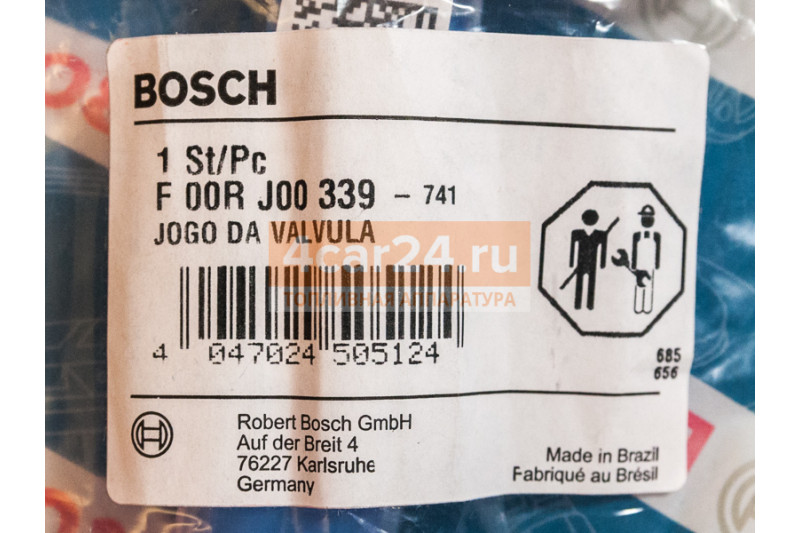 BOSCH
1 St/Pc
F 00R J00 339 - 741
JOGO DA VALVULA
4car24.ru
ТОПЛИВНАЯ АППАРАТУРА
4 047024 505124
685
656
Robert Bosch GmbH
Auf der Breit 4
76227 Karlsruhe
Germany
Made in Brazil
Fabriqué au Brésil